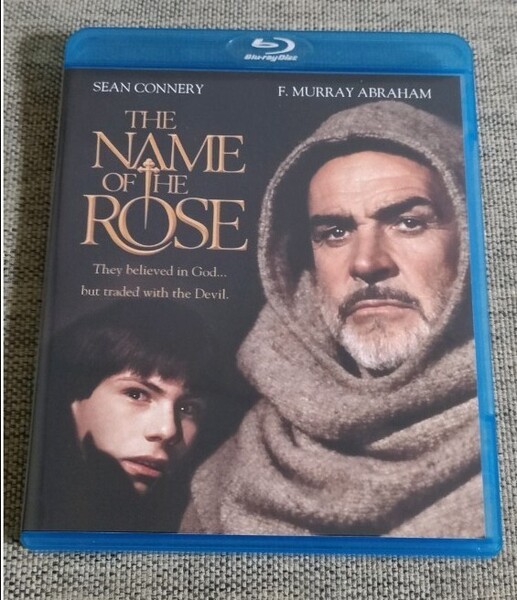 Blu-ray Disc
SEAN CONNERY F. MURRAY ABRAHAM
THE
NAME
OF THE
ROSE
They believed in God...
but traded with the Devil.